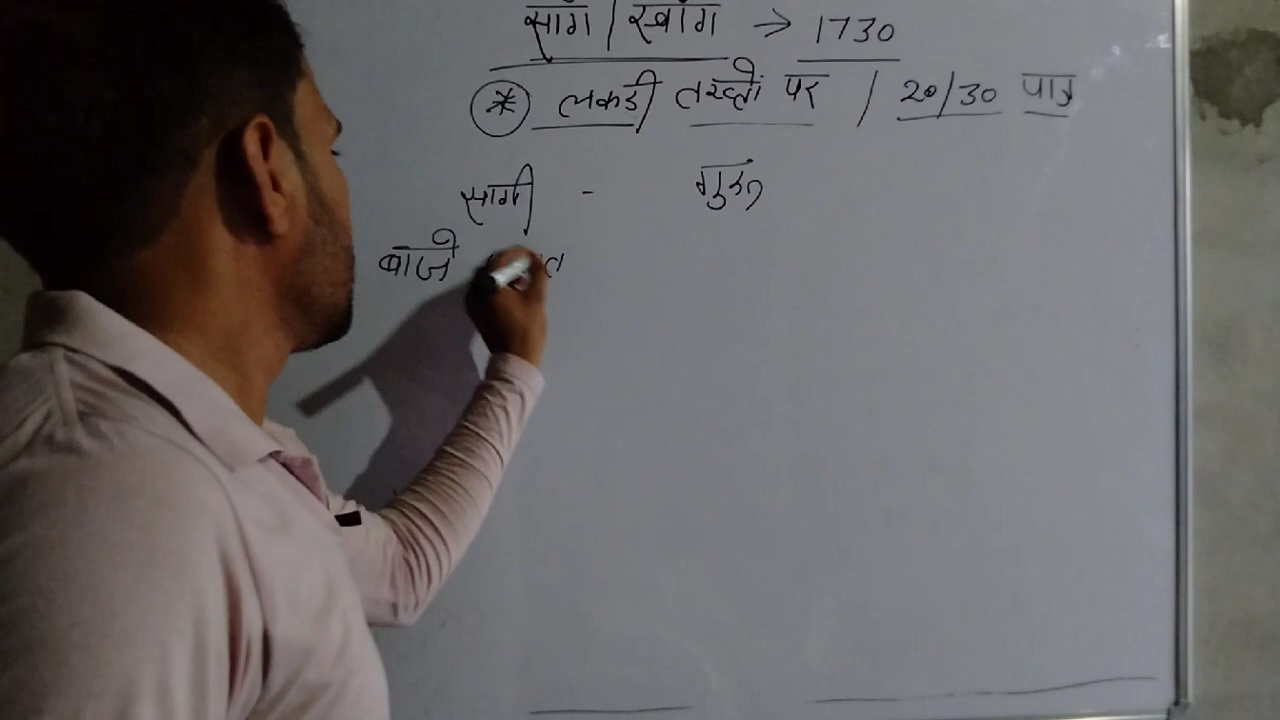 सांग / स्वांग → 1730
* लकडी तख्तों पर / 20/30 पात्र
सांगी - गुरु
बाजे